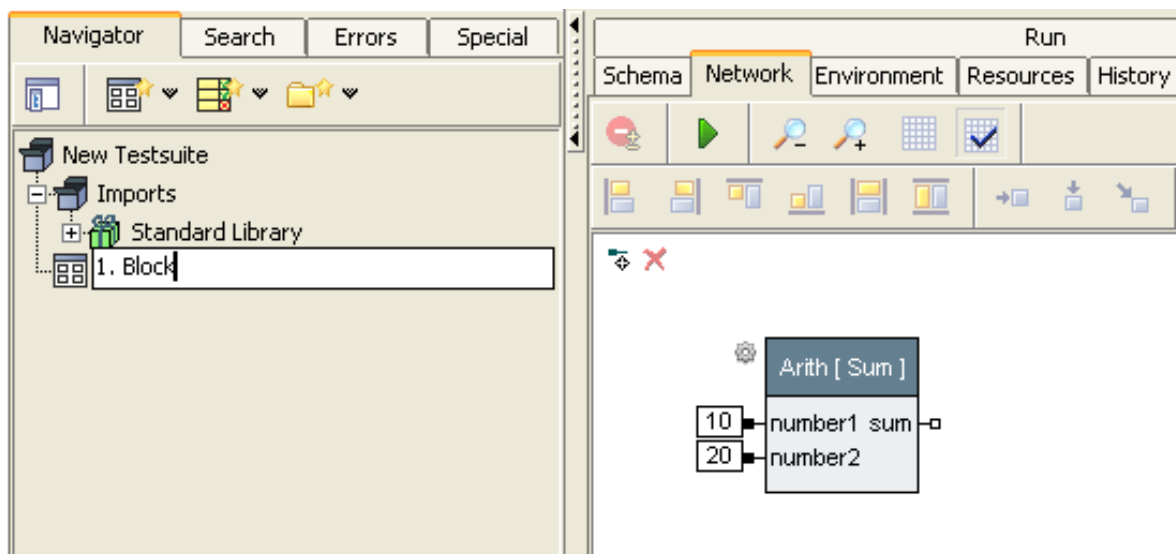 Navigator Search Errors Special
New Testsuite
Imports
Standard Library
1. Block
Run
Schema Network Environment Resources History
Arith [ Sum ]
10 number1 sum
20 number2